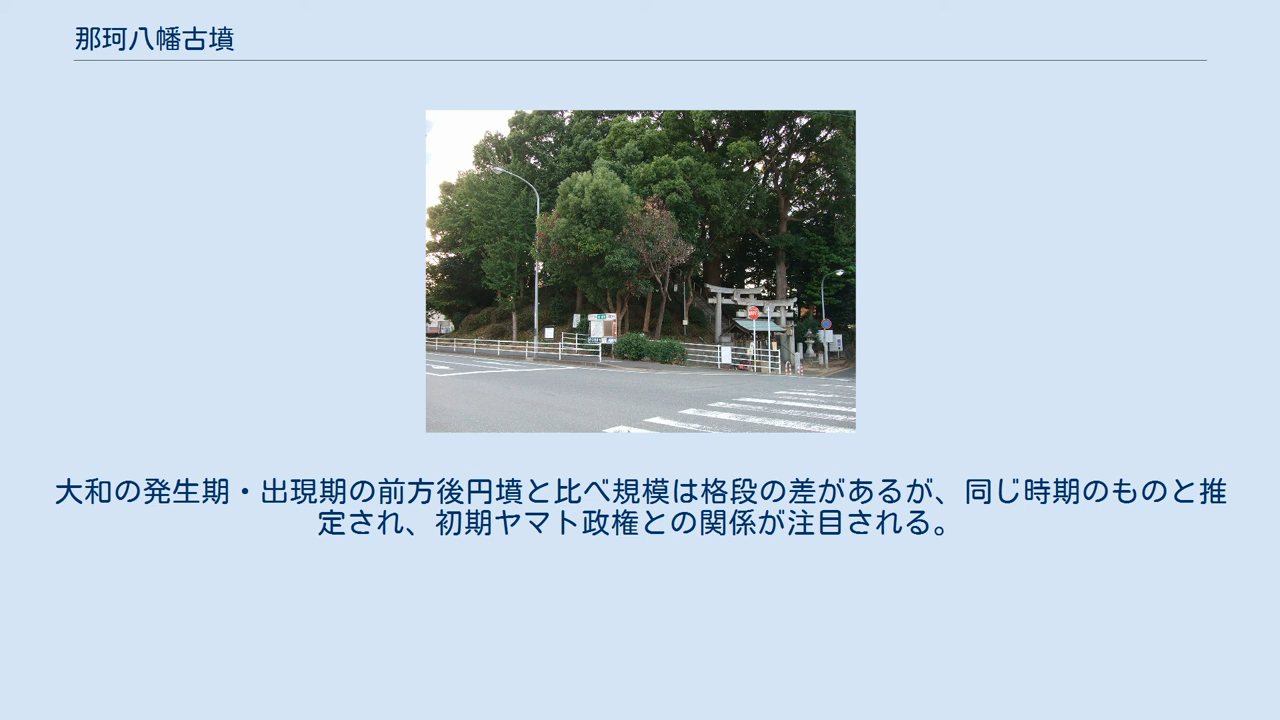 那珂八幡古墳
大和の発生期・出現期の前方後円墳と比べ規模は格段の差があるが、同じ時期のものと推
定され、初期ヤマト政権との関係が注目される。